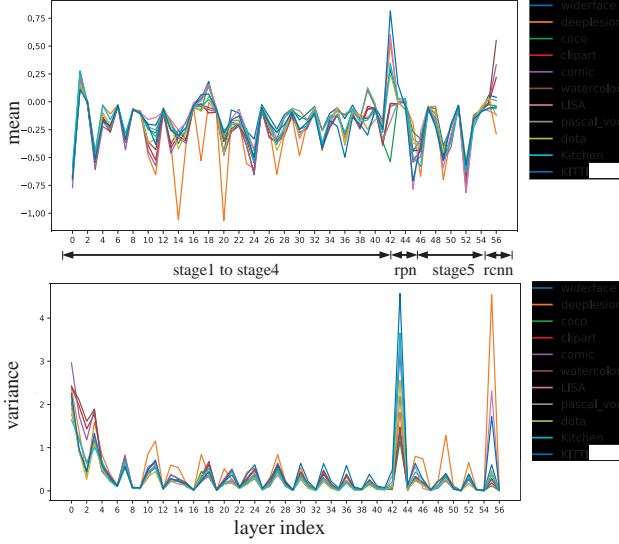 0.75
0.50
0.25
0.00
−0.25
−0.50
−0.75
−1.00
mean
0 2 4 6 8 10 12 14 16 18 20 22 24 26 28 30 32 34 36 38 40 42 44 46 48 50 52 54 56
widerface
deeplesion
coco
clipart
comic
watercolor
LISA
pascal_voc
dota
Kitchen
KITTI
stage1 to stage4 rpn stage5 rcnn
4
3
2
1
0
variance
0 2 4 6 8 10 12 14 16 18 20 22 24 26 28 30 32 34 36 38 40 42 44 46 48 50 52 54 56
layer index
widerface
deeplesion
coco
clipart
comic
watercolor
LISA
pascal_voc
dota
Kitchen
KITTI